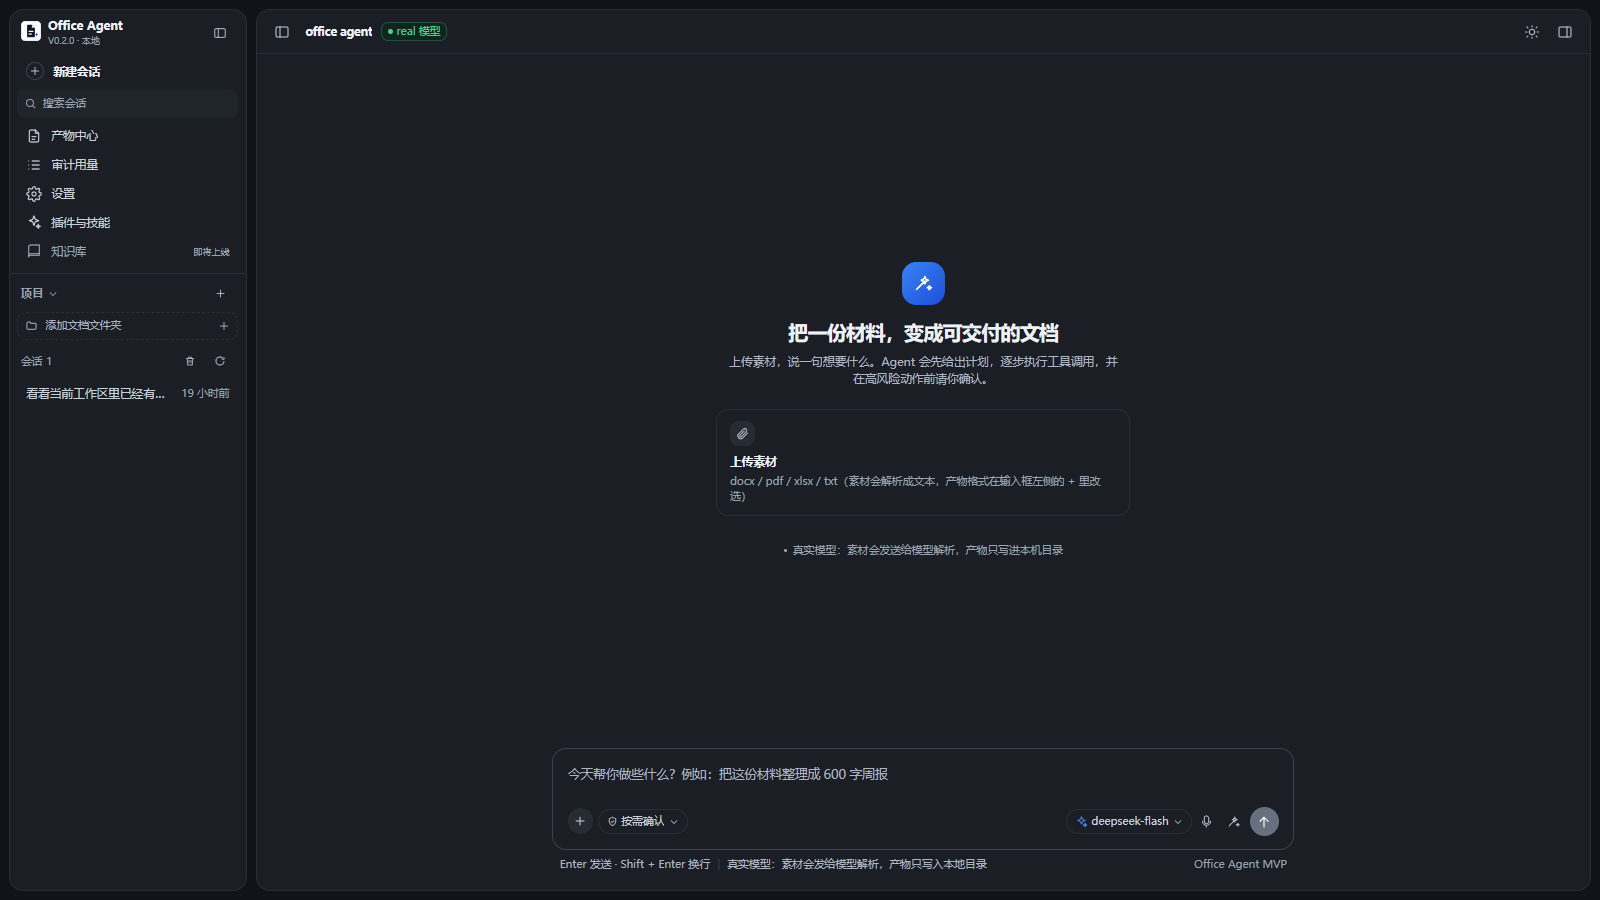 Office Agent
V0.2.0 · 本地
新建会话
搜索会话
产物中心
审计用量
设置
插件与技能
知识库 即将上线
项目
添加文档文件夹
会话 1
看看当前工作区里已经有... 19 小时前
office agent real 模型
把一份材料，变成可交付的文档
上传素材，说一句想要什么。Agent 会先给出计划，逐步执行工具调用，并
在高风险动作前请你确认。
上传素材
docx / pdf / xlsx / txt（素材会解析成文本，产物格式在输入框左侧的 + 里改
选）
• 真实模型：素材会发送给模型解析，产物只写进本机目录
今天帮你做些什么？例如：把这份材料整理成 600 字周报
按需确认 deepseek-flash
Enter 发送 · Shift + Enter 换行 | 真实模型：素材会发给模型解析，产物只写入本地目录 Office Agent MVP